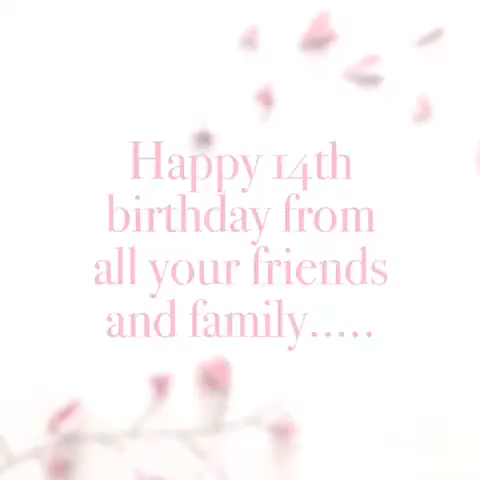 Happy 14th
birthday from
all your friends
and family.....